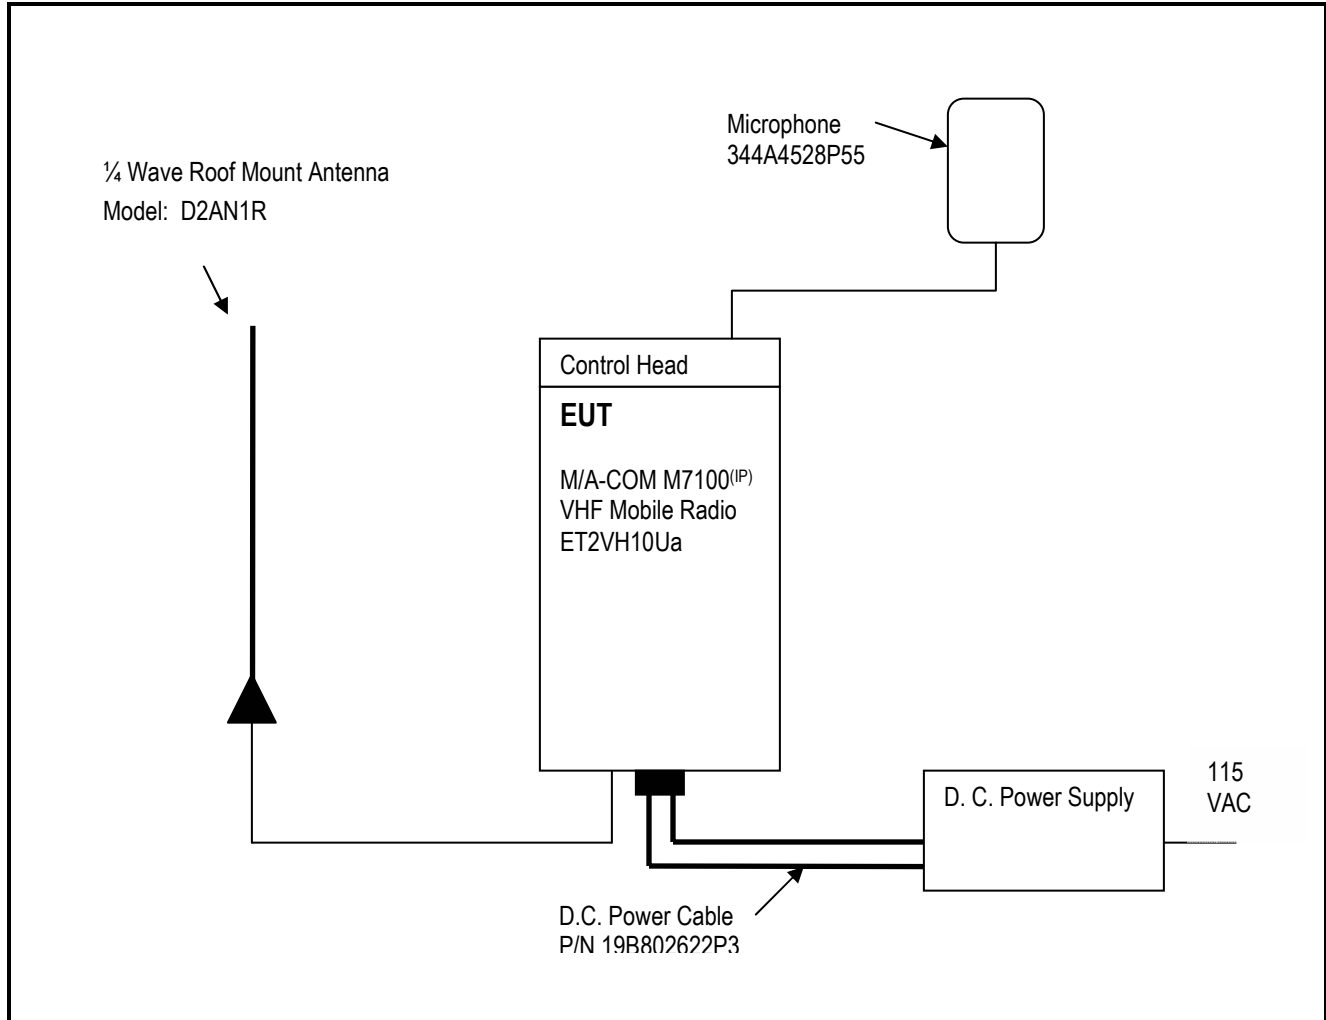 Microphone
344A4528P55
¼ Wave Roof Mount Antenna
Model: D2AN1R
Control Head
EUT
M/A-COM M7100(IP)
VHF Mobile Radio
ET2VH10Ua
D. C. Power Supply
115
VAC
D.C. Power Cable
P/N 19B802622P3